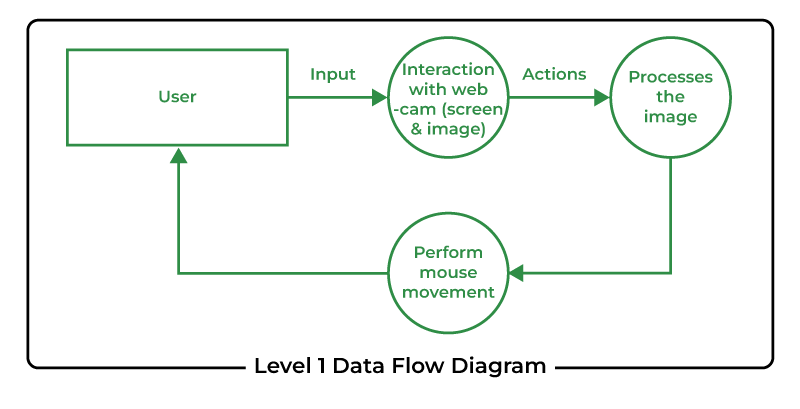 User
Input
Interaction
with web
-cam (screen
& image)
Actions
Processes
the
image
Perform
mouse
movement
Level 1 Data Flow Diagram